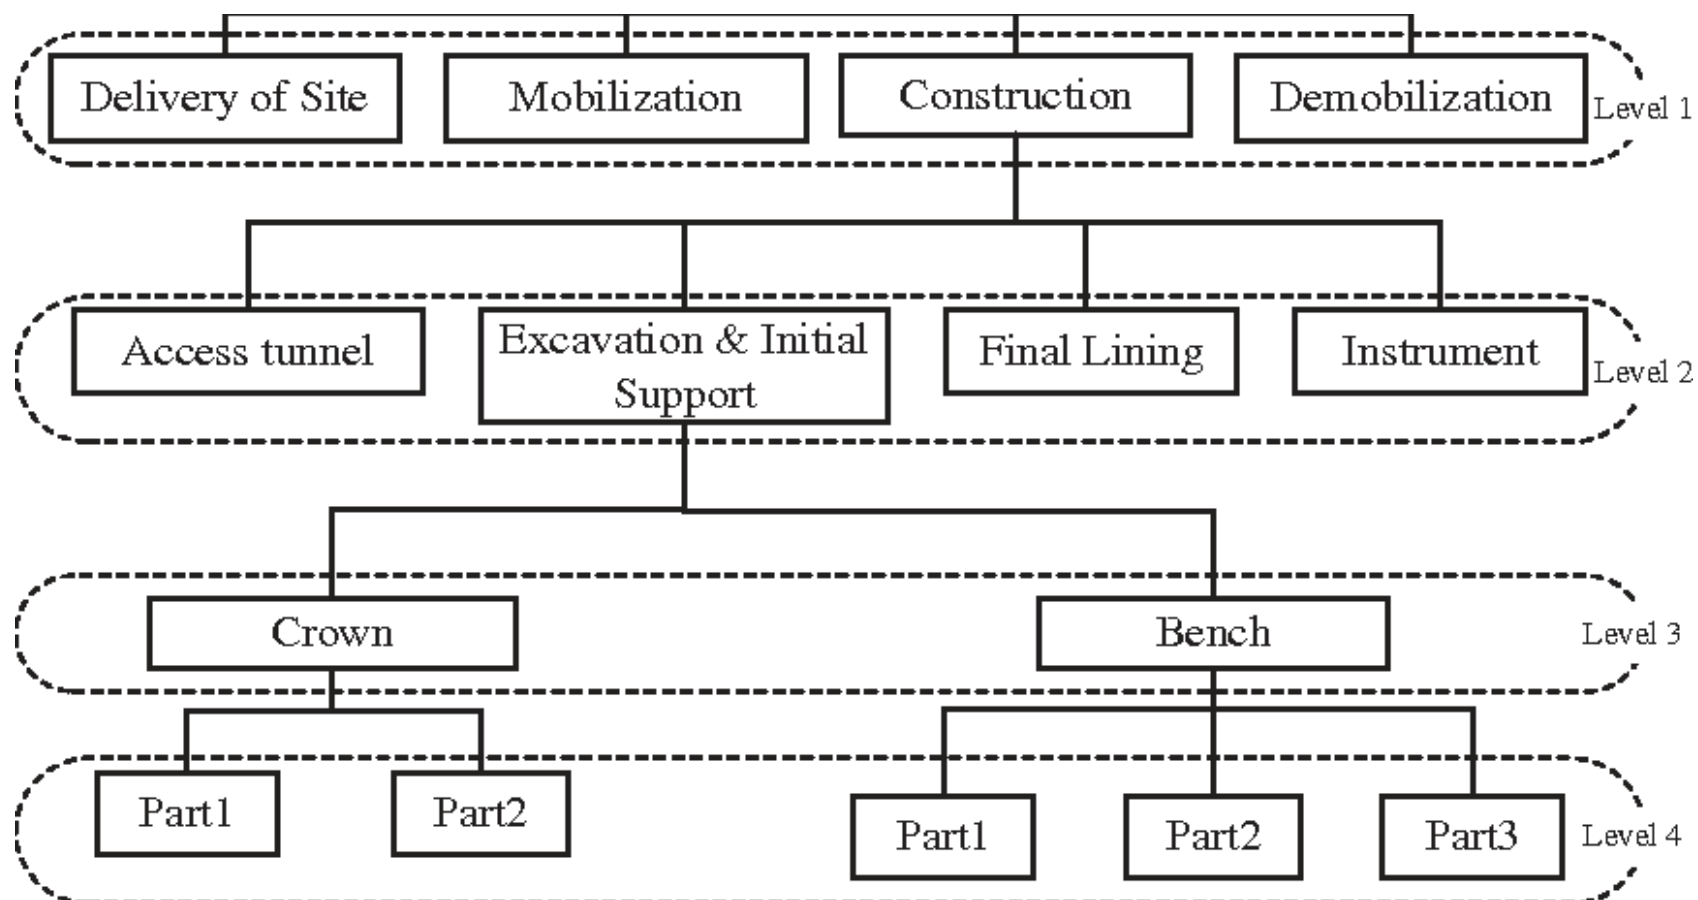 Delivery of Site
Mobilization
Construction
Demobilization
Level 1
Access tunnel
Excavation & Initial
Support
Final Lining
Instrument
Level 2
Crown
Bench
Level 3
Part1
Part2
Part1
Part2
Part3
Level 4